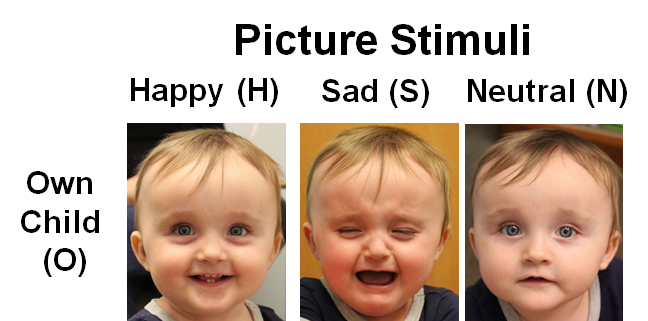 Picture Stimuli
Happy (H) Sad (S) Neutral (N)
Own
Child
(O)